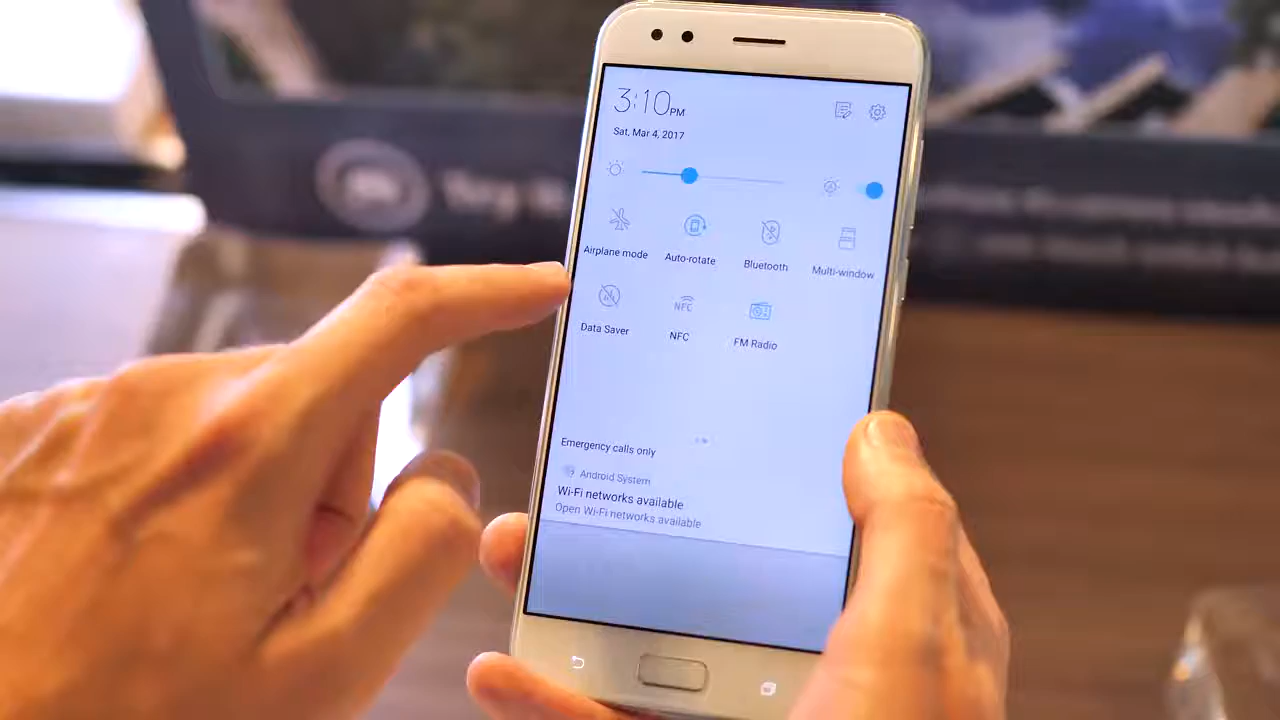 3:10PM
Sat, Mar 4, 2017
Airplane mode
Auto-rotate
Bluetooth
Multi-window
Data Saver
NFC
NFC
FM Radio
Emergency calls only
Android System
Wi-Fi networks available
Open Wi-Fi networks available